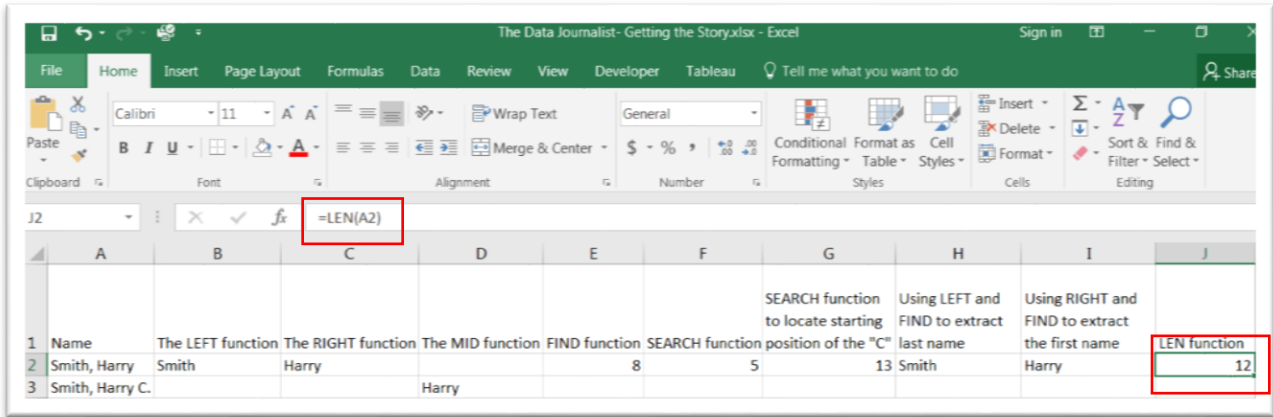 The Data Journalist- Getting the Story.xlsx - Excel Sign in
File Home Insert Page Layout Formulas Data Review View Developer Tableau Tell me what you want to do Share
Calibri 11 A A Wrap Text General Insert Σ A Z
Paste B I U A Merge & Center $ % , .00 Conditional Format as Cell Delete Sort & Find &
Formatting Table Styles Format Filter Select
Clipboard Font Alignment Number Styles Cells Editing
J2 fx =LEN(A2)
A B C D E F G H I J
SEARCH function Using LEFT and Using RIGHT and
to locate starting FIND to extract FIND to extract
1 Name The LEFT function The RIGHT function The MID function FIND function SEARCH function position of the "C" last name the first name LEN function
2 Smith, Harry Smith Harry 8 5 13 Smith Harry 12
3 Smith, Harry C. Harry